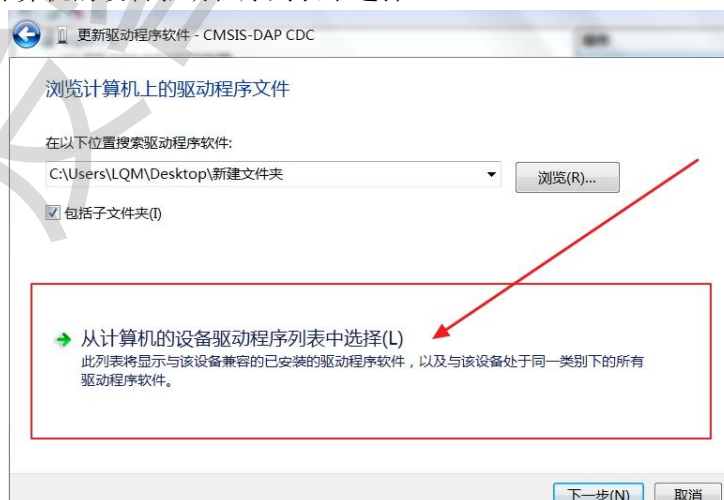 更新驱动程序软件 - CMSIS-DAP CDC
浏览计算机上的驱动程序文件
在以下位置搜索驱动程序软件:
C:\Users\LQM\Desktop\新建文件夹
浏览(R)...
包括子文件夹(I)
从计算机的设备驱动程序列表中选择(L)
此列表将显示与该设备兼容的已安装的驱动程序软件，以及与该设备处于同一类别下的所有
驱动程序软件。
下一步(N)
取消